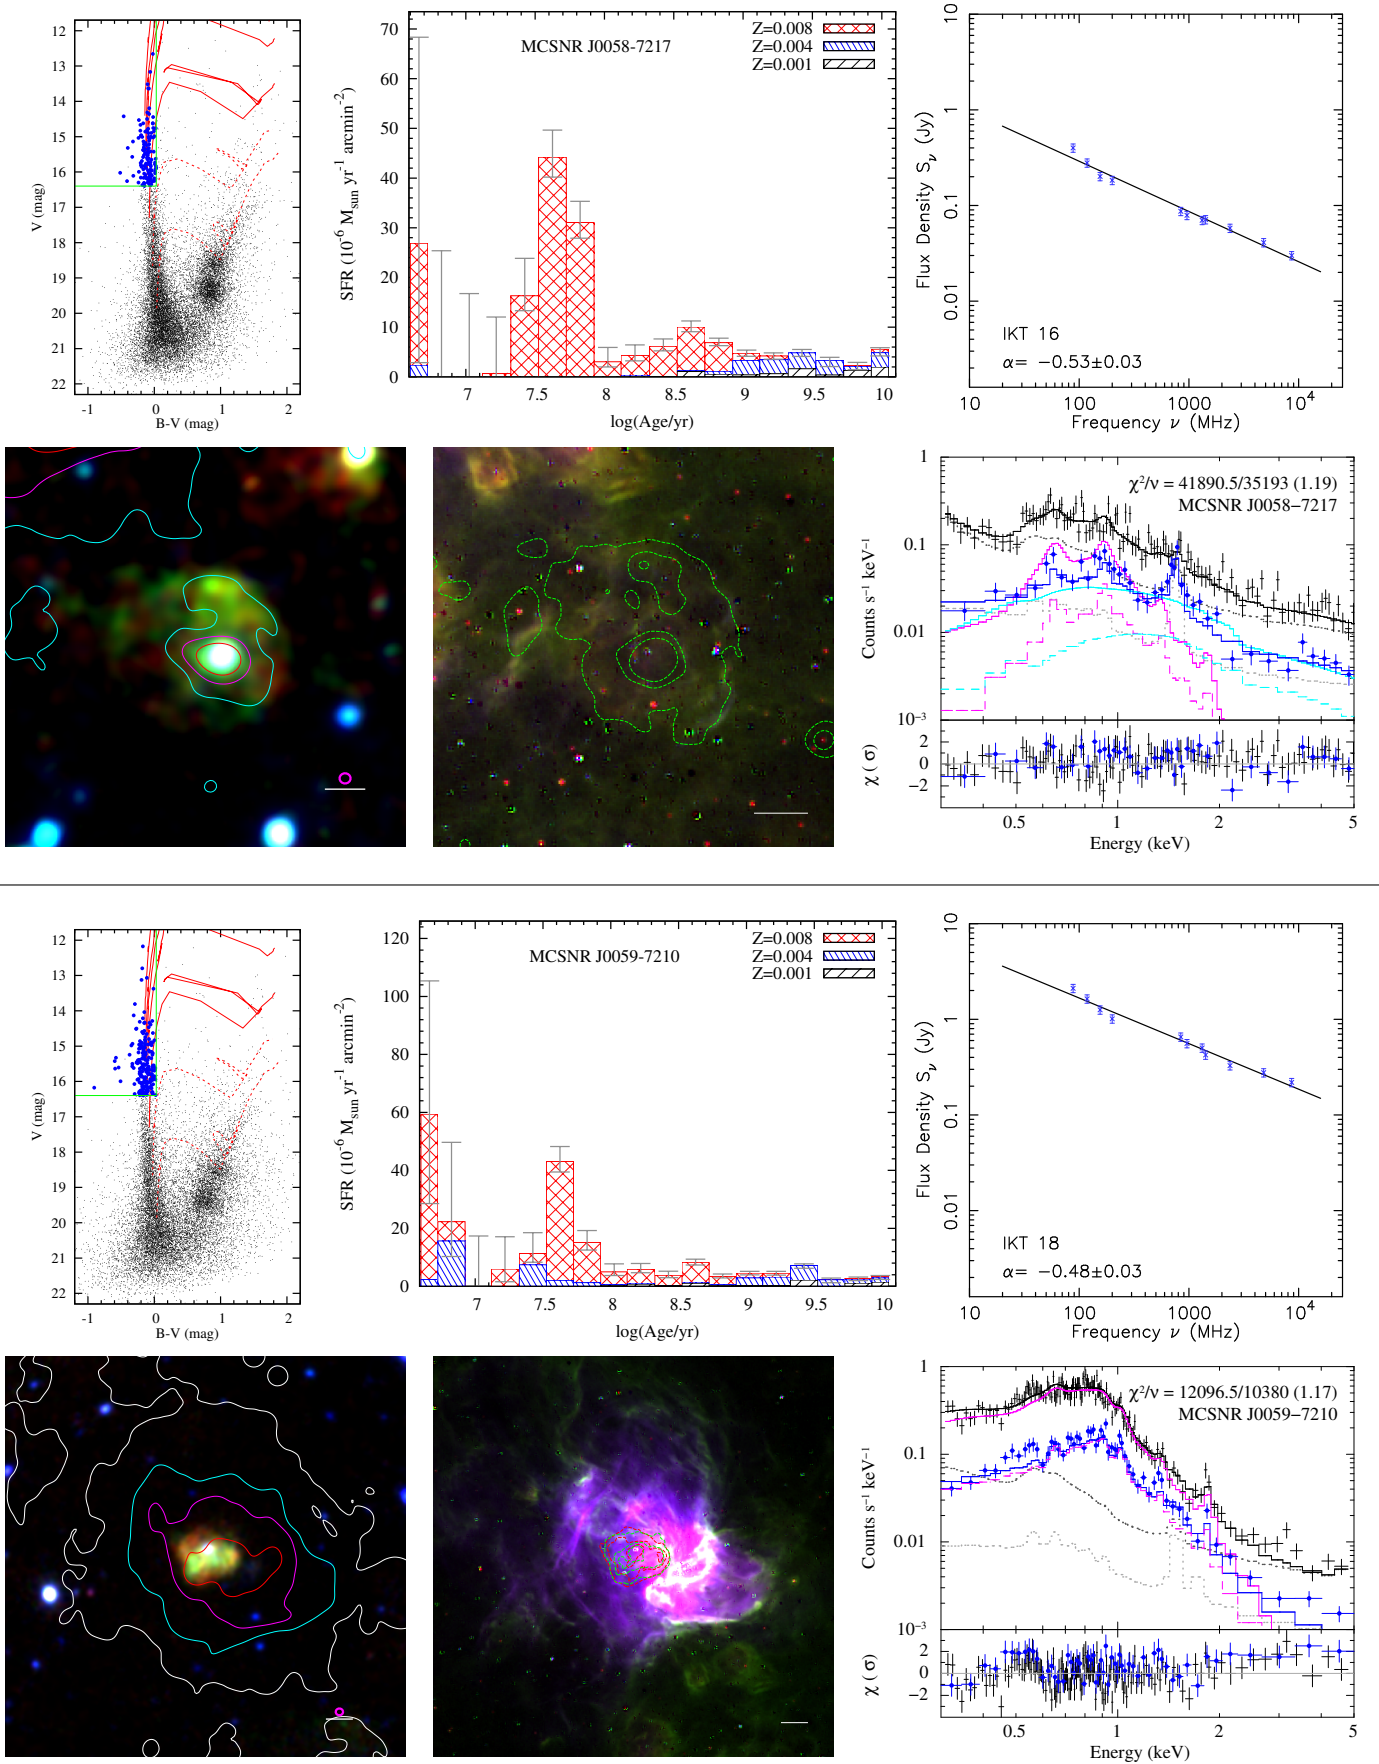 12
13
14
15
16
17
18
19
20
21
22
V (mag)
-1
0
1
2
B-V (mag)
70
60
50
40
30
20
10
0
SFR (10⁻⁶ M_sun yr⁻¹ arcmin⁻²)
MCSNR J0058-7217
Z=0.008
Z=0.004
Z=0.001
7
7.5
8
8.5
9
9.5
10
log(Age/yr)
10
1
0.1
0.01
Flux Density S_ν (Jy)
IKT 16
α= −0.53±0.03
10
100
1000
10⁴
Frequency ν (MHz)
1
0.1
0.01
10⁻³
Counts s⁻¹ keV⁻¹
χ²/ν = 41890.5/35193 (1.19)
MCSNR J0058−7217
2
0
−2
χ (σ)
0.5
1
2
5
Energy (keV)
12
13
14
15
16
17
18
19
20
21
22
V (mag)
-1
0
1
2
B-V (mag)
120
100
80
60
40
20
0
SFR (10⁻⁶ M_sun yr⁻¹ arcmin⁻²)
MCSNR J0059-7210
Z=0.008
Z=0.004
Z=0.001
7
7.5
8
8.5
9
9.5
10
log(Age/yr)
10
1
0.1
0.01
Flux Density S_ν (Jy)
IKT 18
α= −0.48±0.03
10
100
1000
10⁴
Frequency ν (MHz)
1
0.1
0.01
10⁻³
Counts s⁻¹ keV⁻¹
χ²/ν = 12096.5/10380 (1.17)
MCSNR J0059−7210
2
0
−2
χ (σ)
0.5
1
2
5
Energy (keV)